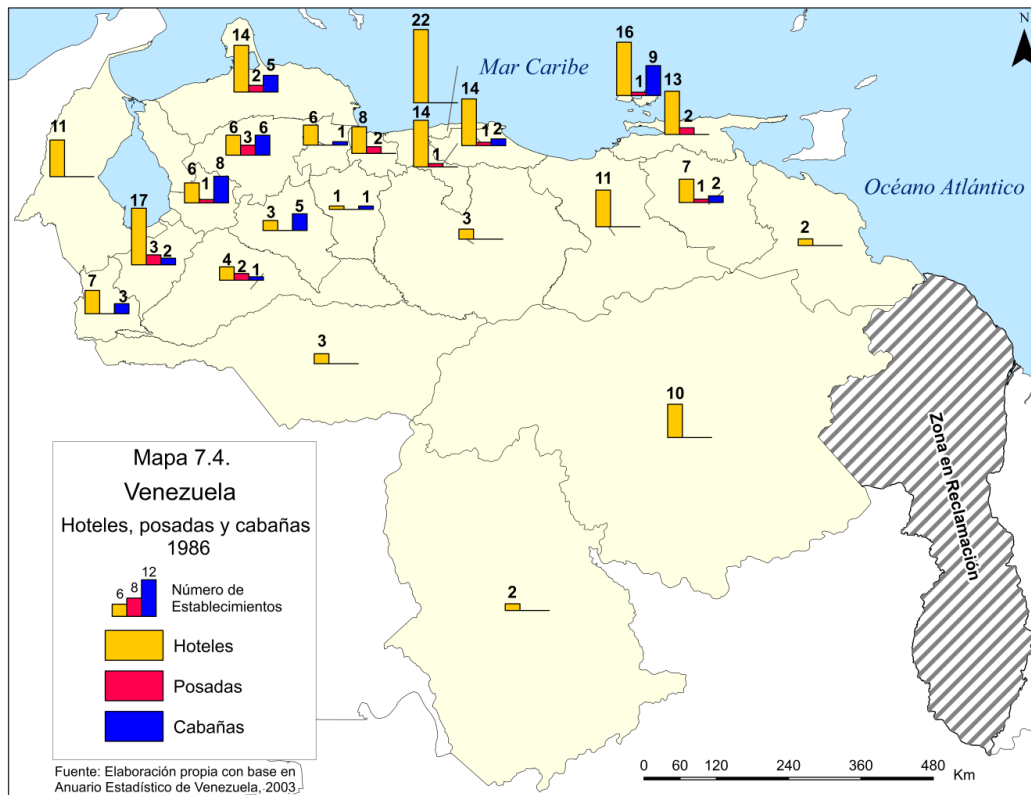 N
22
14
2
5
16
1
9
Mar Caribe
13
2
14
1
2
14
1
6
1
8
2
6
3
6
11
6
1
8
7
1
2
Océano Atlántico
17
3
2
3
5
1
1
3
11
2
4
2
1
7
3
3
10
Zona en Reclamación
2
Mapa 7.4.
Venezuela
Hoteles, posadas y cabañas
1986
6 8 12
Número de
Establecimientos
Hoteles
Posadas
Cabañas
Fuente: Elaboración propia con base en
Anuario Estadístico de Venezuela, 2003
0 60 120 240 360 480
Km